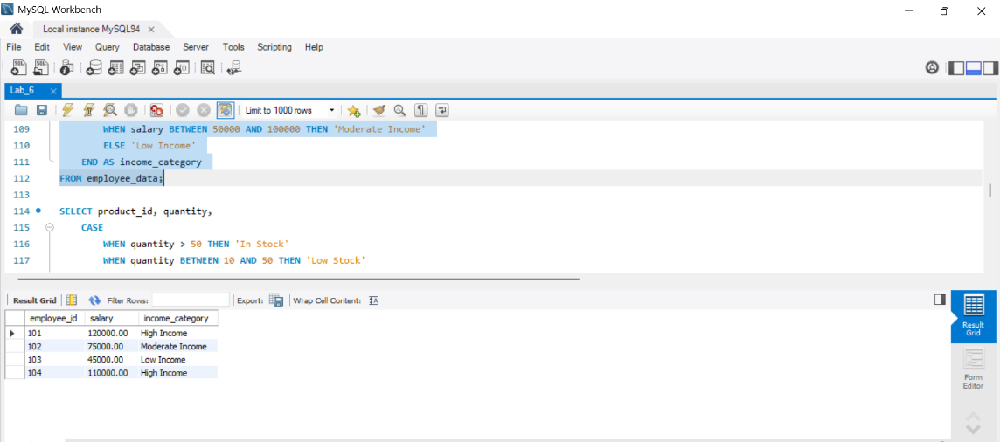 MySQL Workbench
Local instance MySQL94
File Edit View Query Database Server Tools Scripting Help
Lab_6
Limit to 1000 rows
109 WHEN salary BETWEEN 50000 AND 100000 THEN 'Moderate Income'
110 ELSE 'Low Income'
111 END AS income_category
112 FROM employee_data;
113
114 SELECT product_id, quantity,
115 CASE
116 WHEN quantity > 50 THEN 'In Stock'
117 WHEN quantity BETWEEN 10 AND 50 THEN 'Low Stock'
Result Grid Filter Rows: Export: Wrap Cell Content:
employee_id salary income_category
101 120000.00 High Income
102 75000.00 Moderate Income
103 45000.00 Low Income
104 110000.00 High Income
Result
Grid
Form
Editor